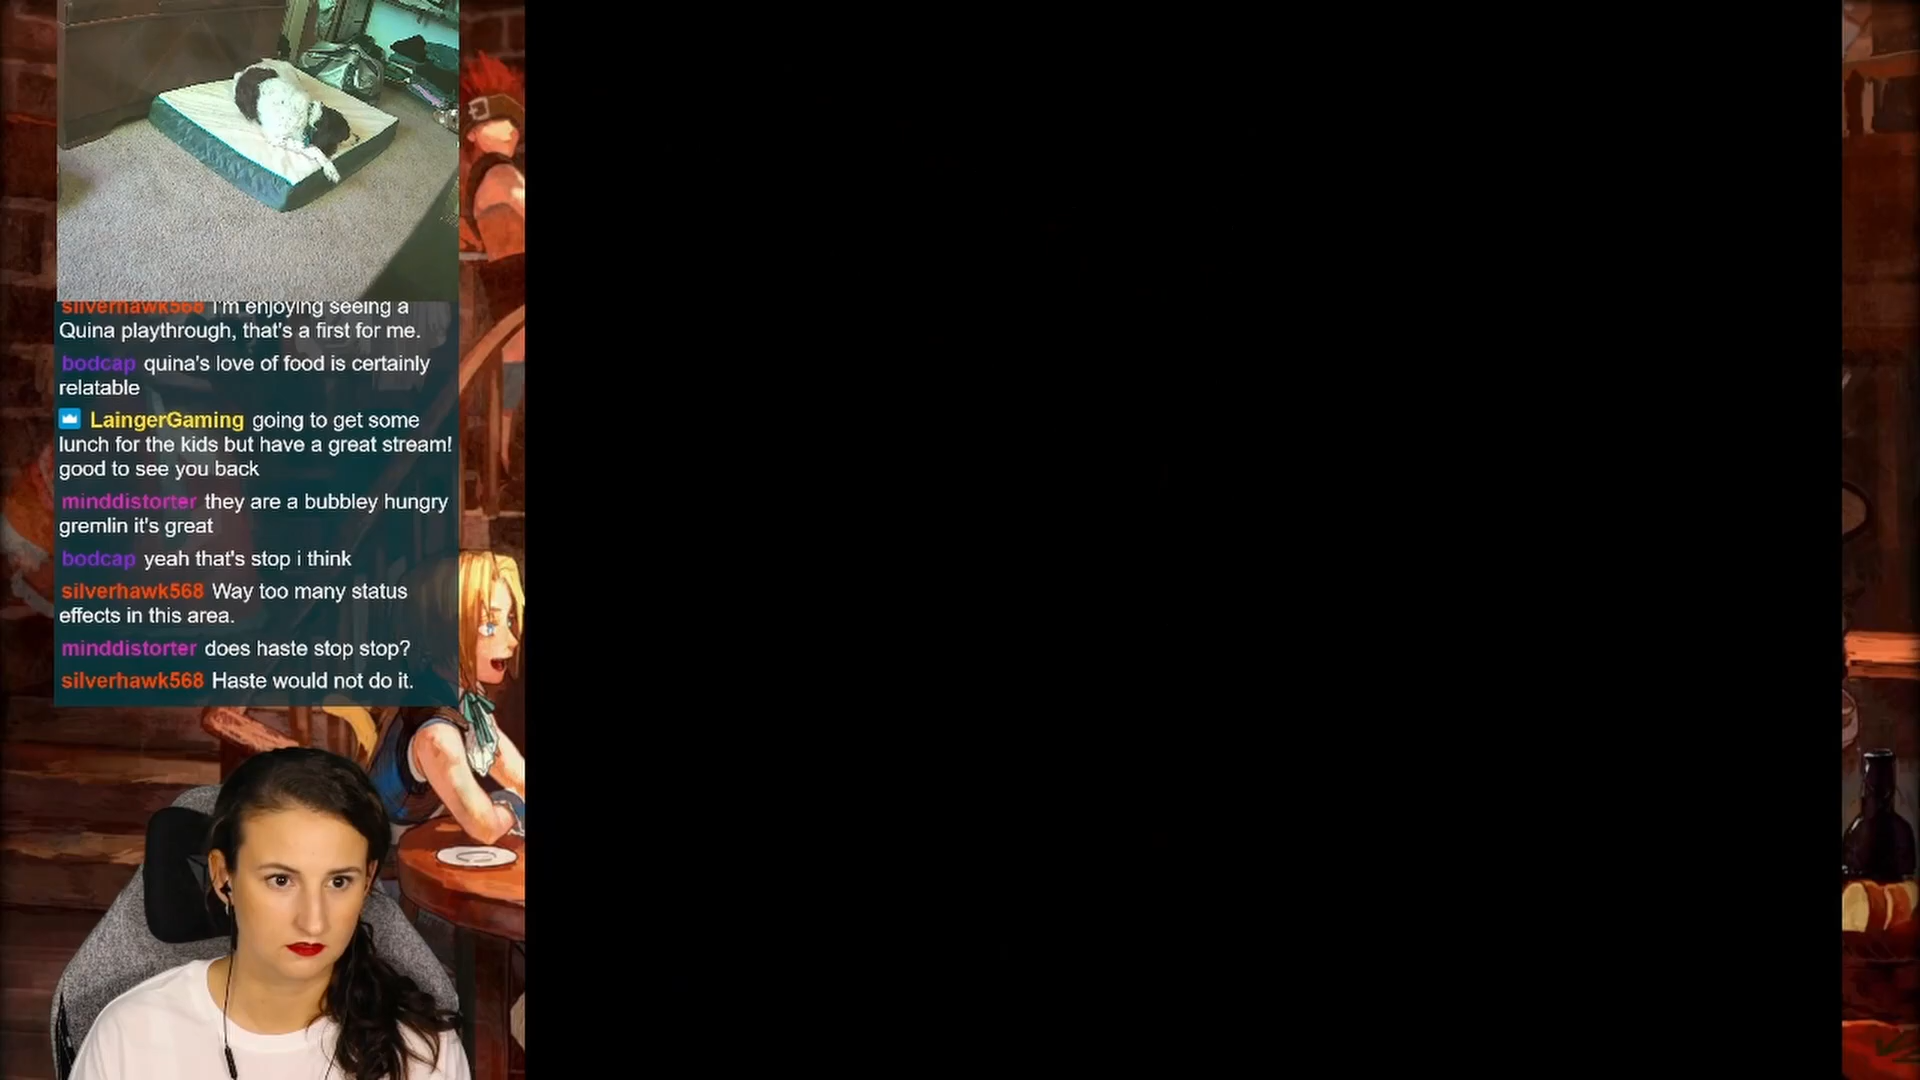 silverhawk568 I'm enjoying seeing a
Quina playthrough, that's a first for me.
bodcap quina's love of food is certainly
relatable
LaingerGaming going to get some
lunch for the kids but have a great stream!
good to see you back
minddistorter they are a bubbley hungry
gremlin it's great
bodcap yeah that's stop i think
silverhawk568 Way too many status
effects in this area.
minddistorter does haste stop stop?
silverhawk568 Haste would not do it.